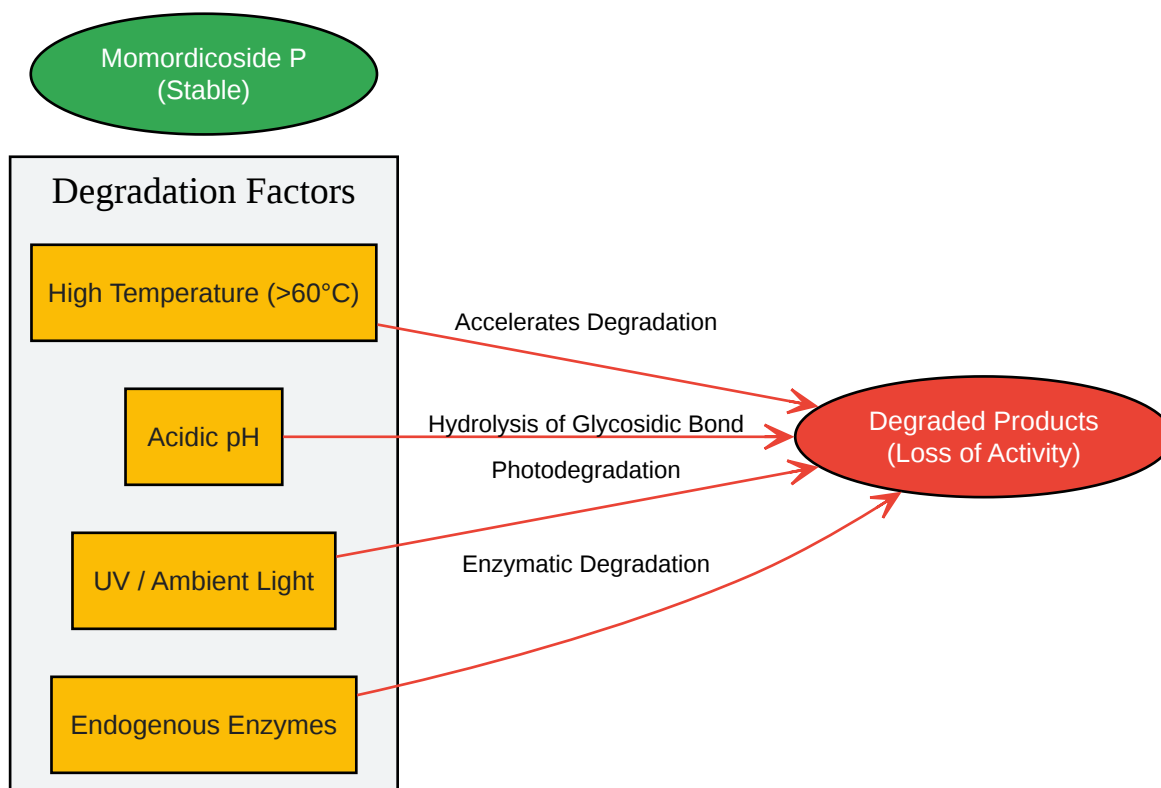 Momordicoside P
(Stable)
Degradation Factors
High Temperature (>60°C)
Accelerates Degradation
Acidic pH
Hydrolysis of Glycosidic Bond
Degraded Products
(Loss of Activity)
Photodegradation
UV / Ambient Light
Enzymatic Degradation
Endogenous Enzymes